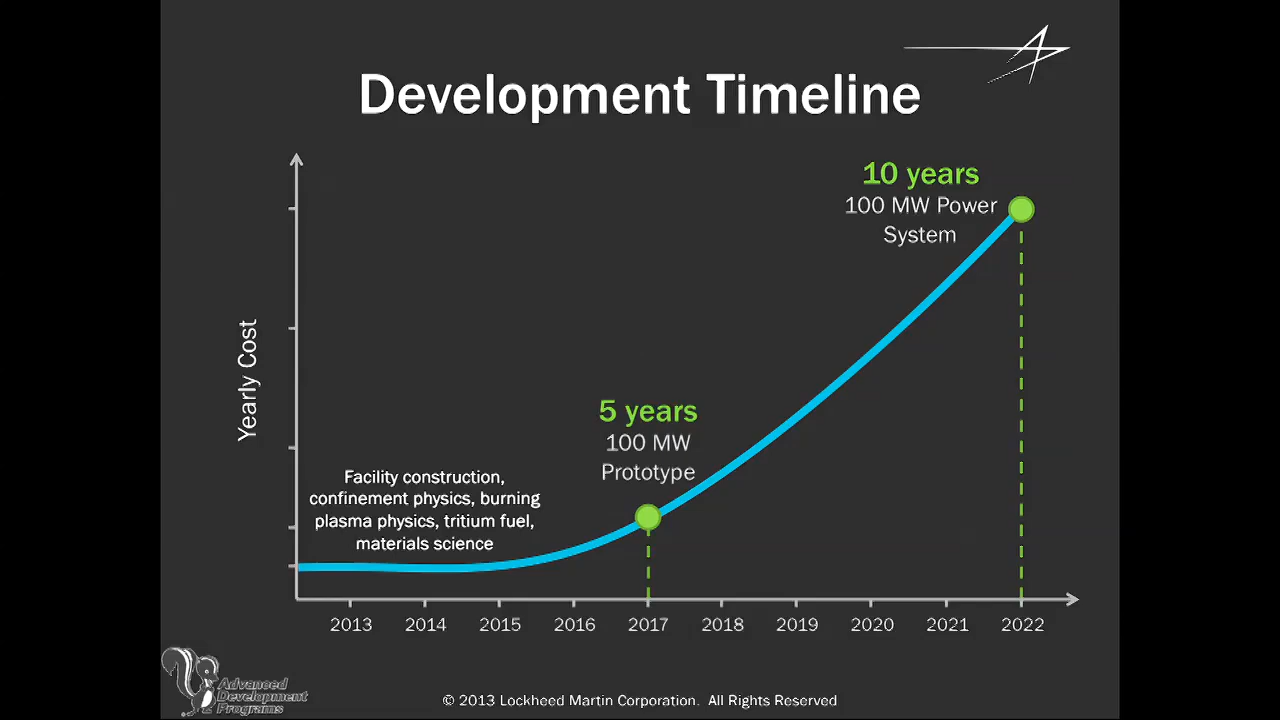 Development Timeline
10 years
100 MW Power
System
Yearly Cost
5 years
100 MW
Prototype
Facility construction,
confinement physics, burning
plasma physics, tritium fuel,
materials science
2013 2014 2015 2016 2017 2018 2019 2020 2021 2022
Advanced
Development
Programs
© 2013 Lockheed Martin Corporation. All Rights Reserved